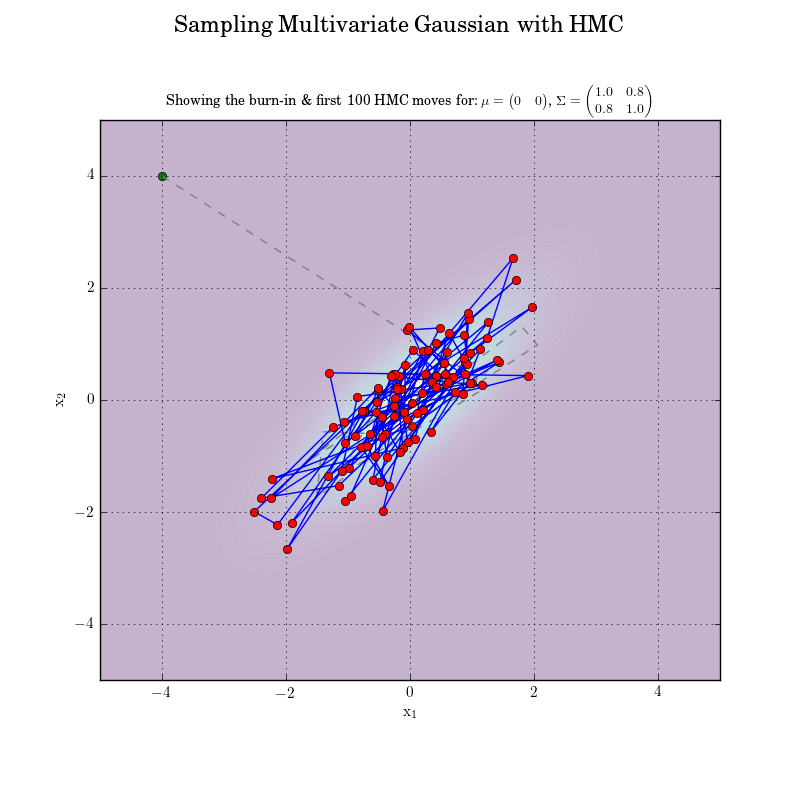 Sampling Multivariate Gaussian with HMC
Showing the burn-in & first 100 HMC moves for: μ = (0 0), Σ = (1.0 0.8
0.8 1.0)
4
2
0
−2
−4
x₂
−4 −2 0 2 4
x₁